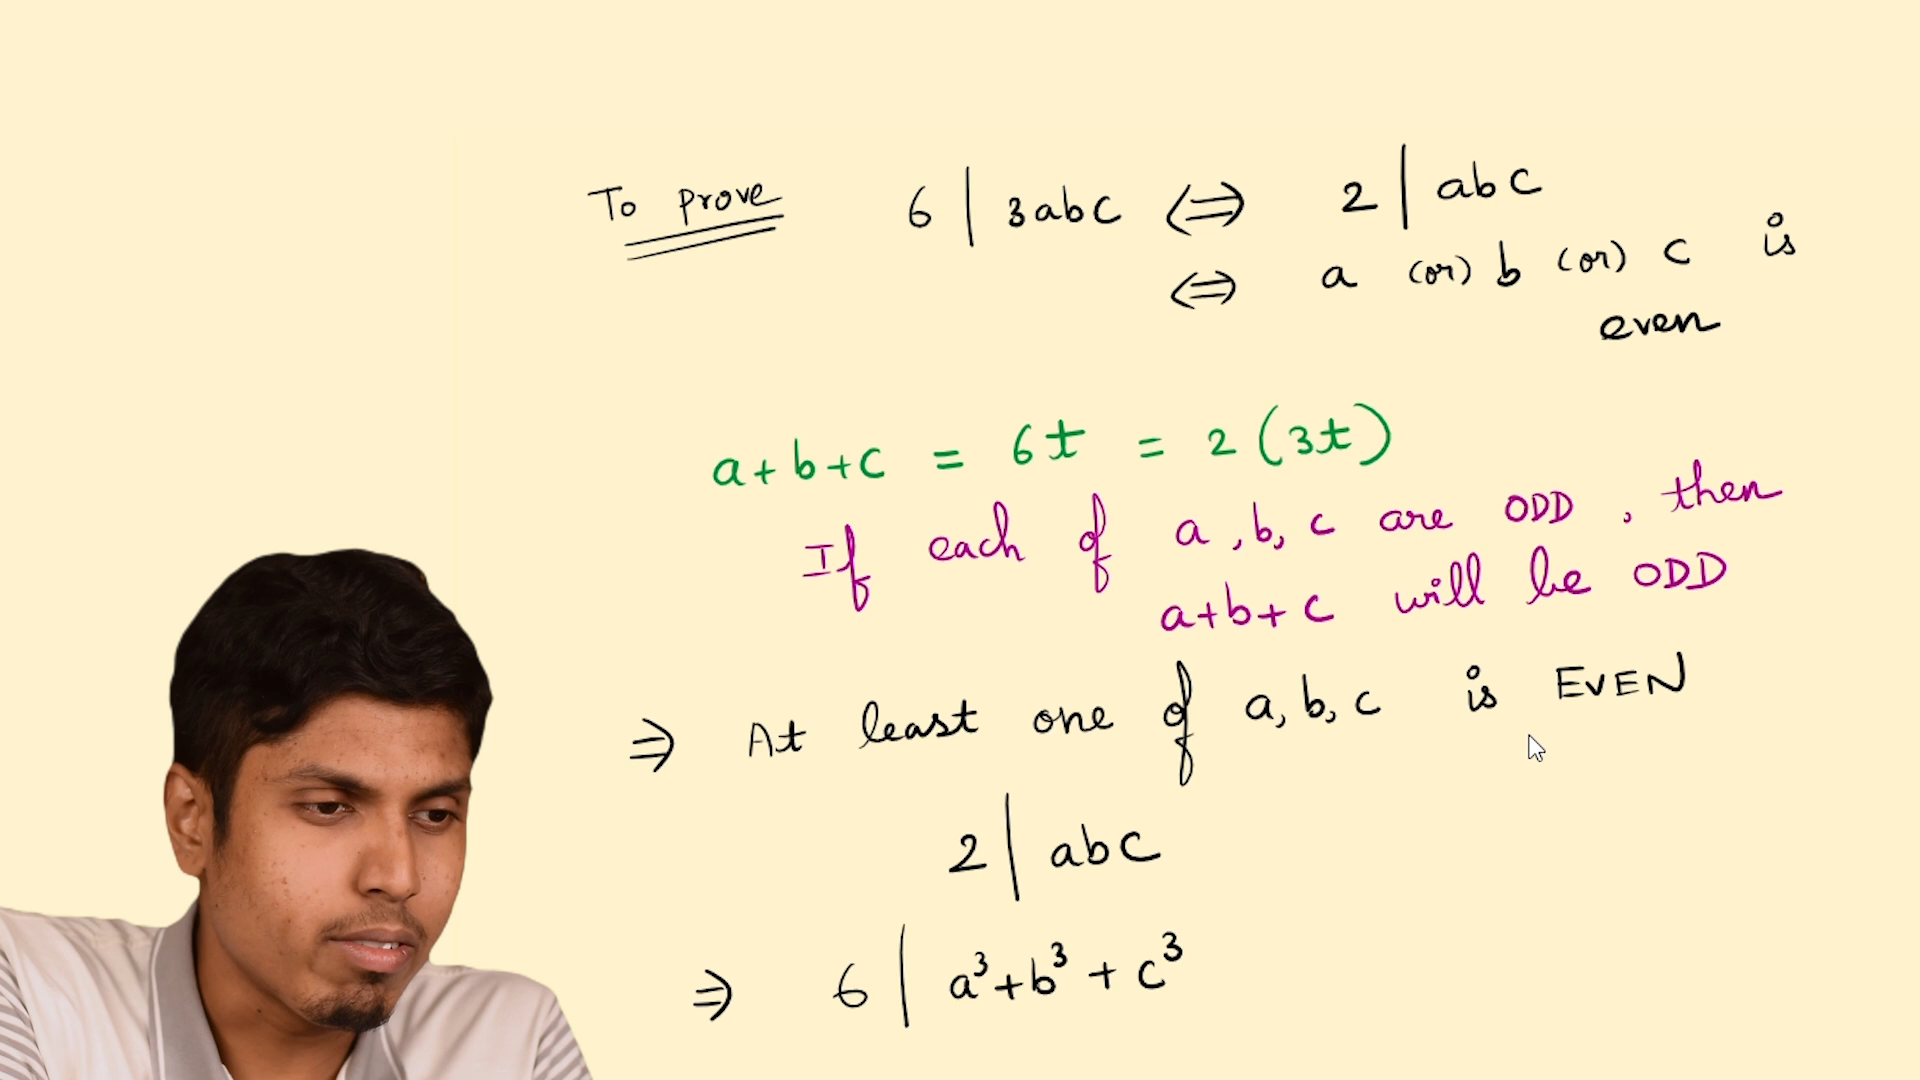 To prove 6 | 3abc ⇔ 2 | abc
⇔ a (or) b (or) c is
even
a+b+c = 6t = 2(3t)
If each of a, b, c are ODD, then
a+b+c will be ODD
⇒ At least one of a, b, c is EVEN
2 | abc
⇒ 6 | a³+b³+c³